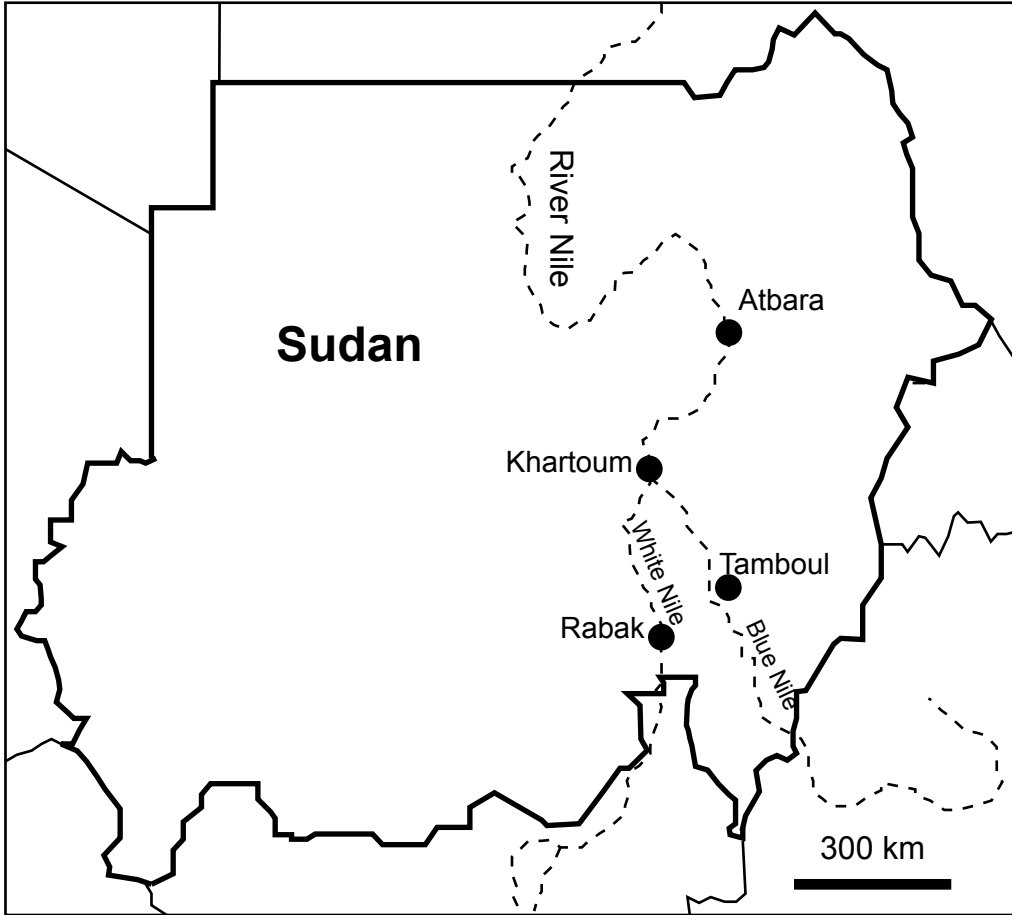 River Nile
Atbara
Sudan
Khartoum
White Nile
Tamboul
Rabak
Blue Nile
300 km